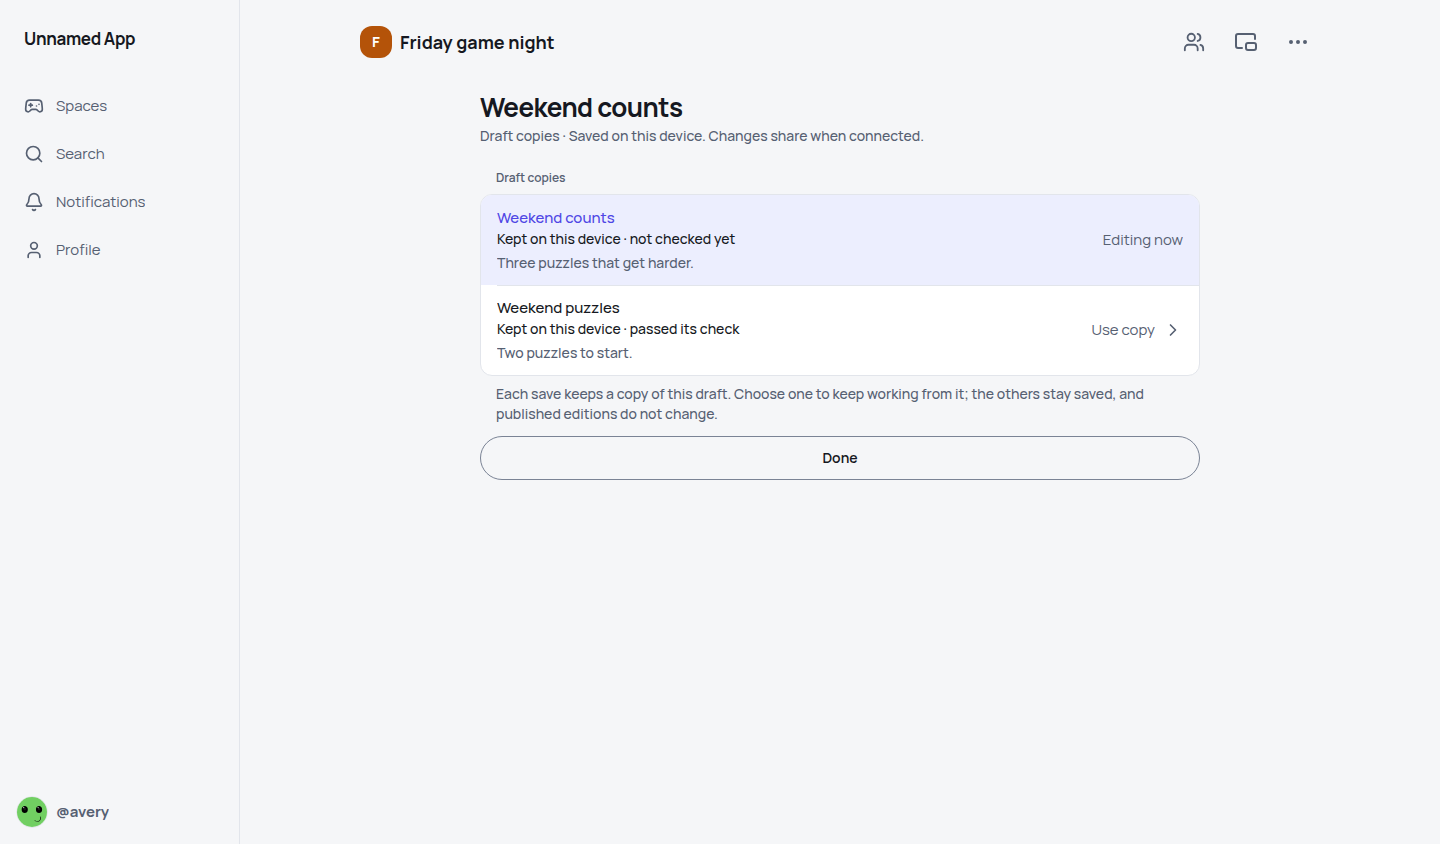 Unnamed App
Spaces
Search
Notifications
Profile
@avery
F
Friday game night
Weekend counts
Draft copies · Saved on this device. Changes share when connected.
Draft copies
Weekend counts
Kept on this device · not checked yet
Three puzzles that get harder.
Editing now
Weekend puzzles
Kept on this device · passed its check
Two puzzles to start.
Use copy
Each save keeps a copy of this draft. Choose one to keep working from it; the others stay saved, and
published editions do not change.
Done